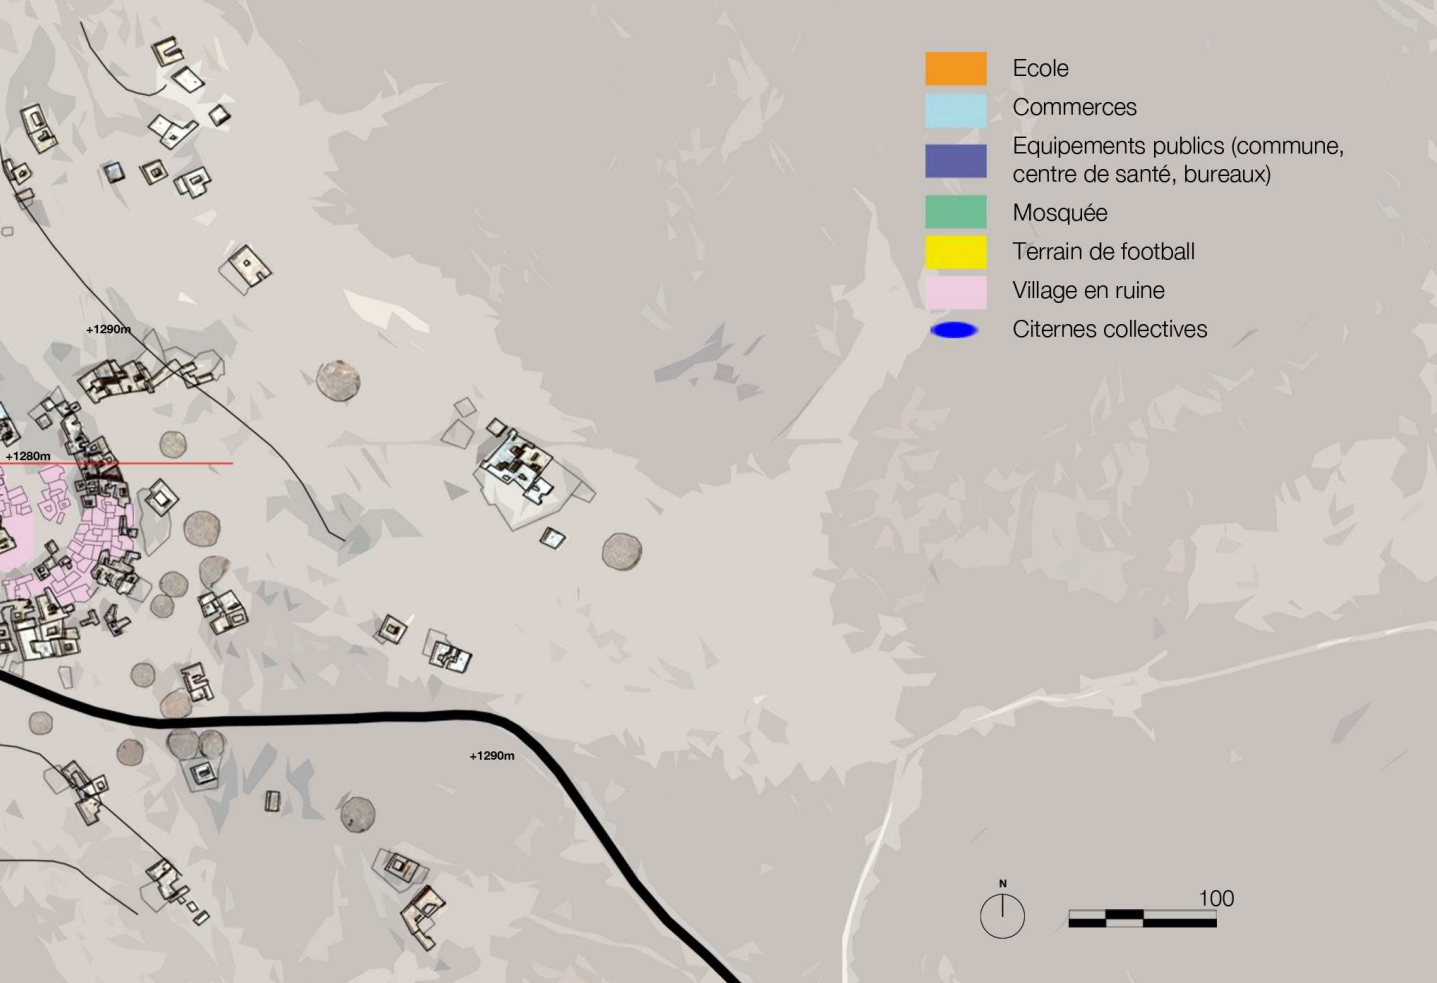 Ecole
Commerces
Equipements publics (commune,
centre de santé, bureaux)
Mosquée
Terrain de football
Village en ruine
Citernes collectives
+1290m
+1280m
+1290m
N
100